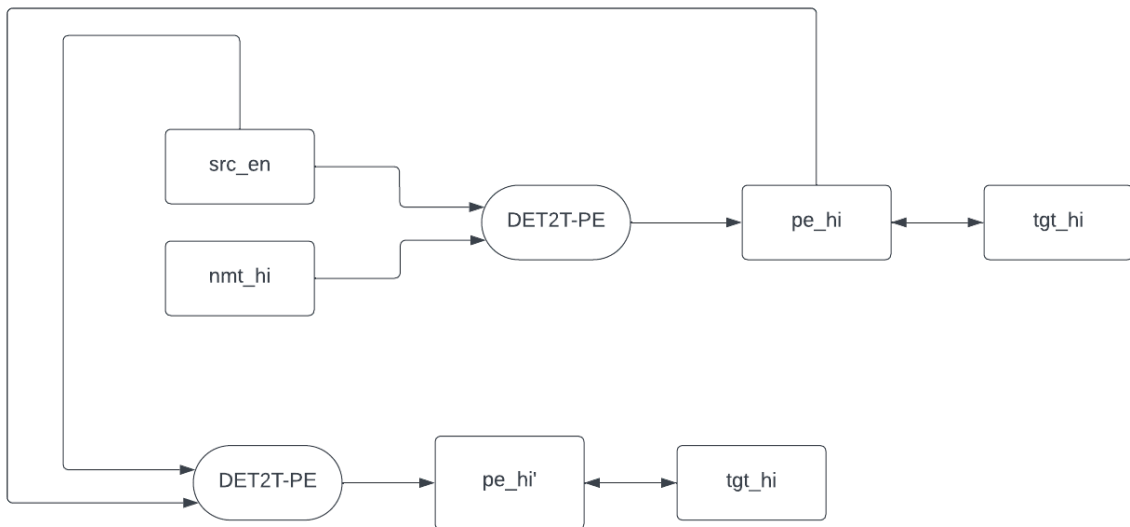 src_en
nmt_hi
DET2T-PE
pe_hi
tgt_hi
DET2T-PE
pe_hi'
tgt_hi